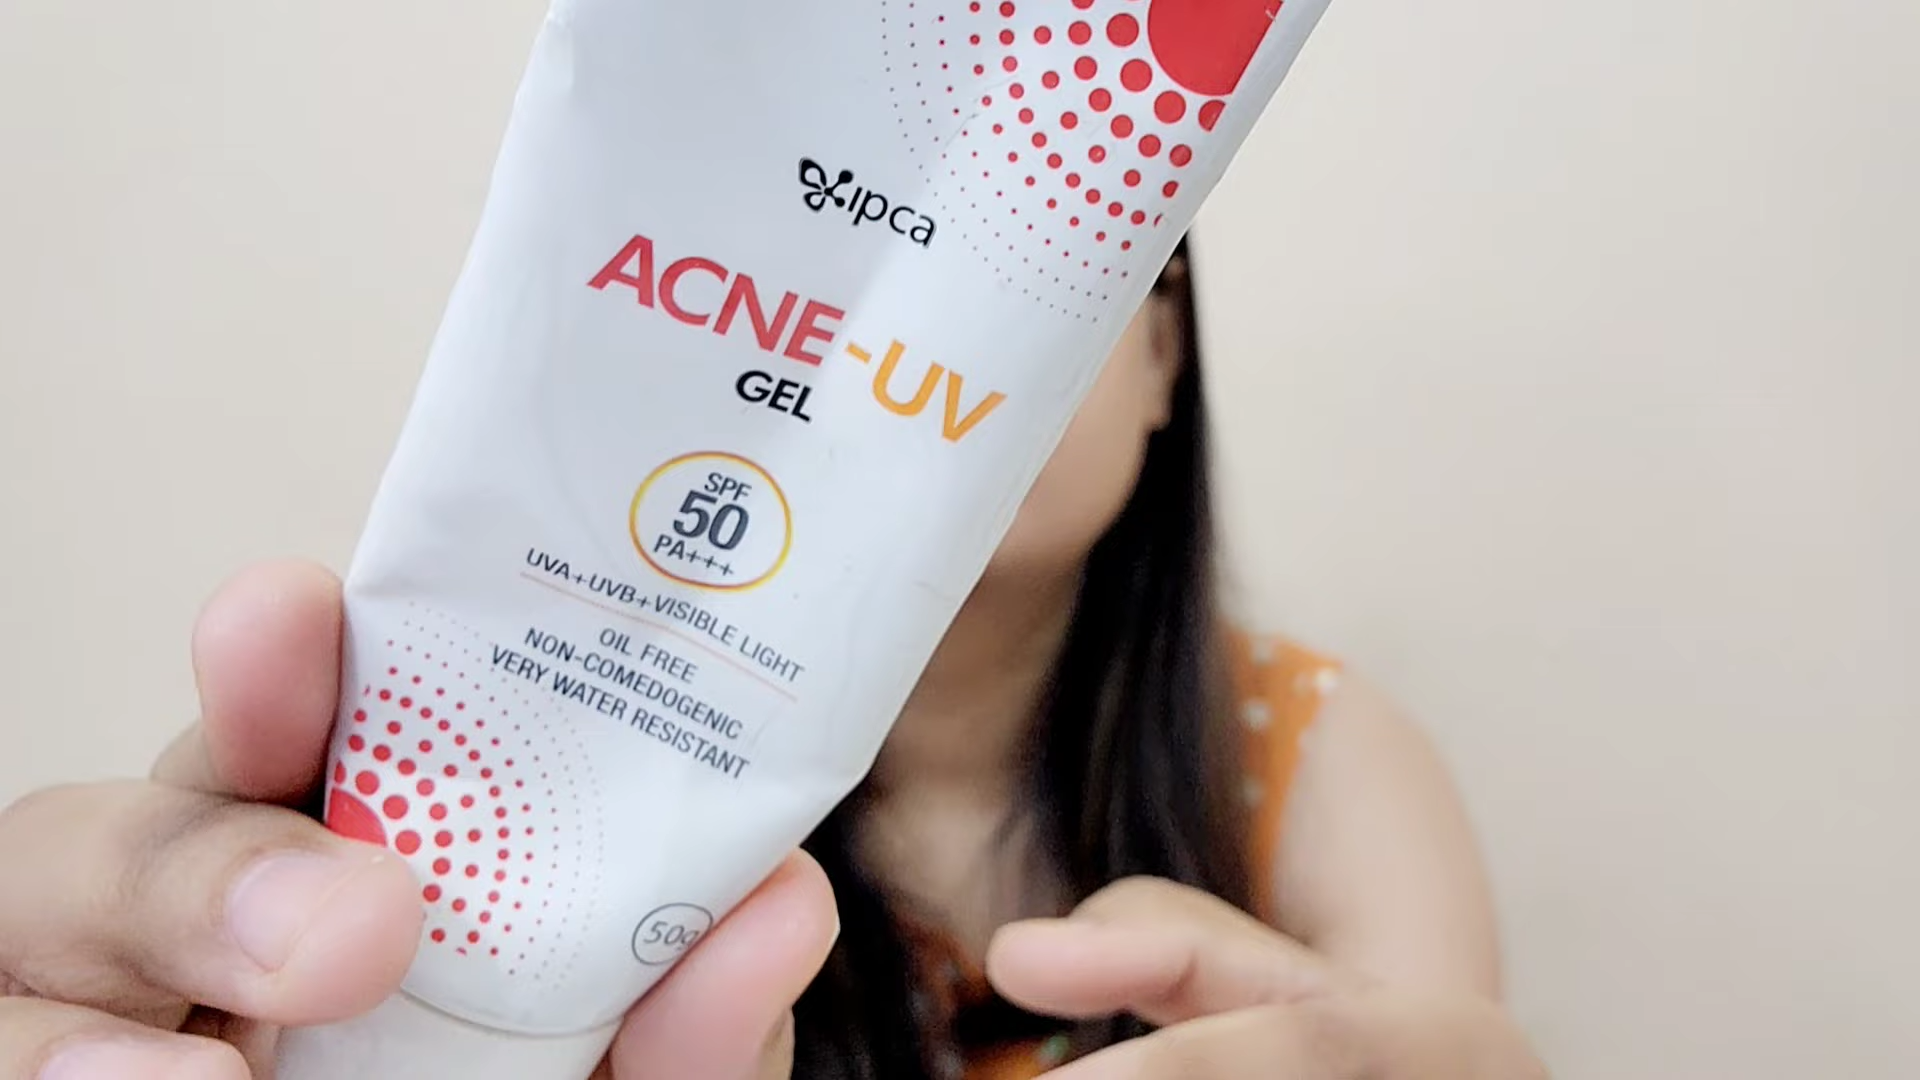 ipca
ACNE-UV
GEL
SPF
50
PA+++
UVA+UVB+VISIBLE LIGHT
OIL FREE
NON-COMEDOGENIC
VERY WATER RESISTANT
50g